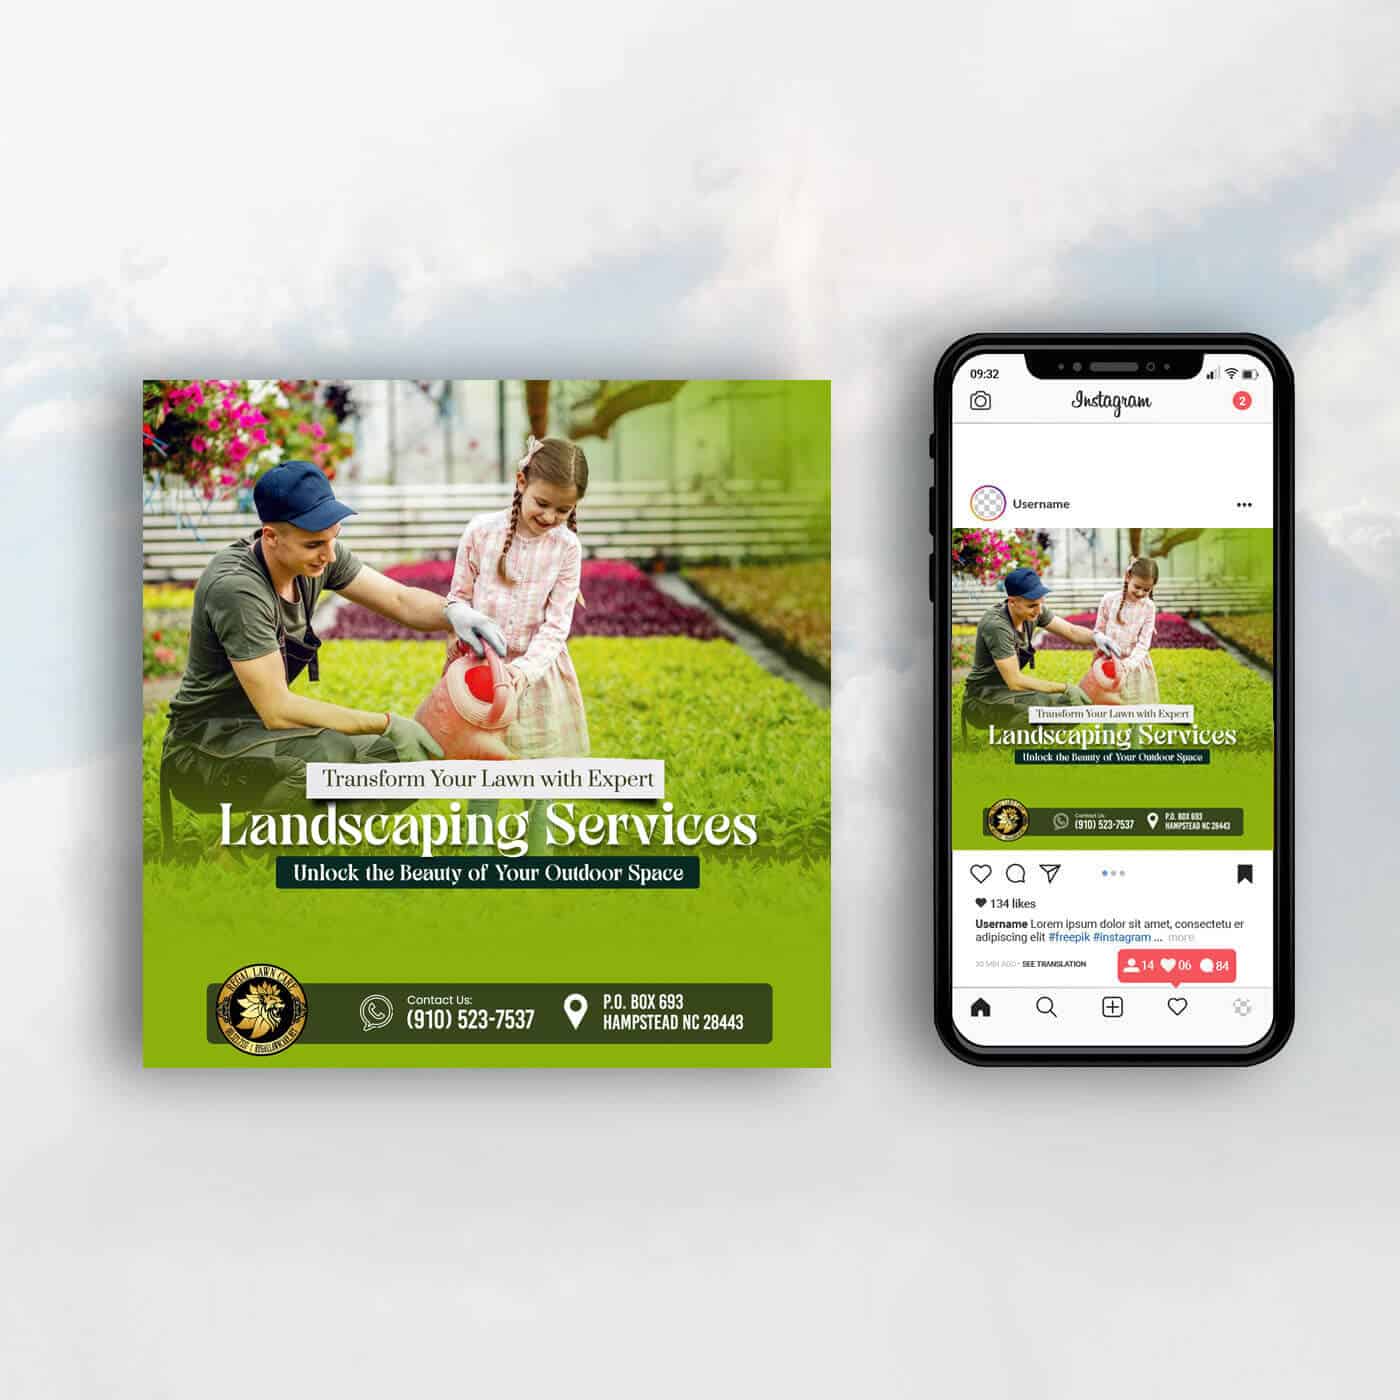 Transform Your Lawn with Expert
Landscaping Services
Unlock the Beauty of Your Outdoor Space
REGAL LAWN CARE
Contact Us:
(910) 523-7537
P.O. BOX 693
HAMPSTEAD NC 28443
09:32
Instagram
2
Username
Transform Your Lawn with Expert
Landscaping Services
Unlock the Beauty of Your Outdoor Space
Contact Us:
(910) 523-7537
P.O. BOX 693
HAMPSTEAD NC 28443
134 likes
Username Lorem ipsum dolor sit amet, consectetu er
adipiscing elit #freepik #instagram ... more
30 MIN AGO • SEE TRANSLATION
14 06 84